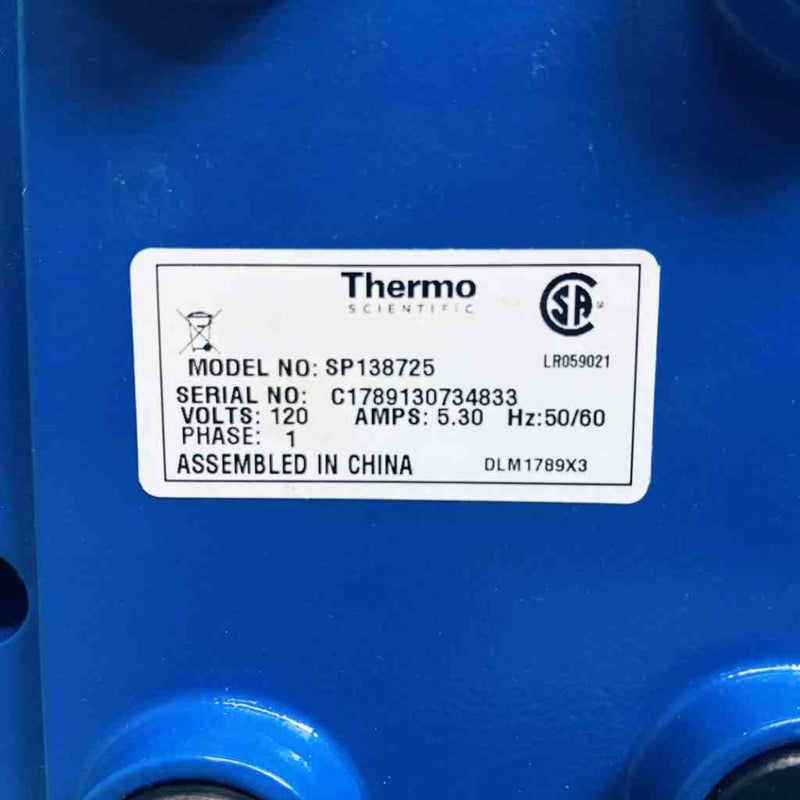 Thermo
SCIENTIFIC
CSA
MODEL NO: SP138725
LR059021
SERIAL NO: C1789130734833
VOLTS: 120 AMPS: 5.30 Hz:50/60
PHASE: 1
ASSEMBLED IN CHINA DLM1789X3